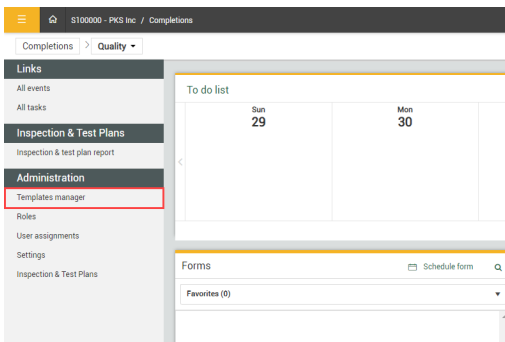 S100000 - PKS Inc / Completions
Completions > Quality
Links
All events
All tasks
Inspection & Test Plans
Inspection & test plan report
Administration
Templates manager
Roles
User assignments
Settings
Inspection & Test Plans
To do list
Sun Mon
29 30
Forms Schedule form
Favorites (0)